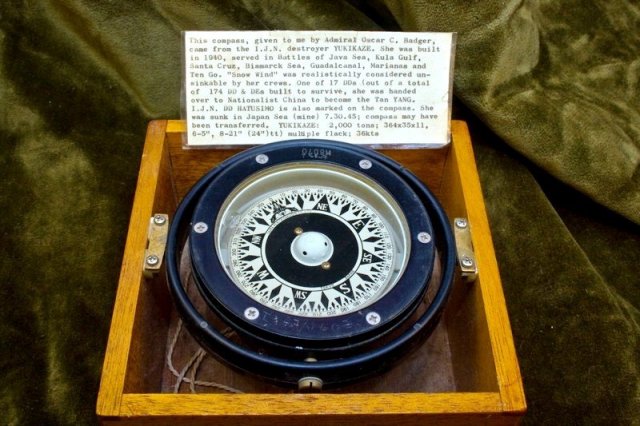 This compass, given to me by Admiral Oscar C. Badger,
came from the I.J.N. destroyer YUKIKAZE. She was built
in 1940, served in Battles of Java Sea, Kula Gulf,
Santa Cruz, Bismarck Sea, Guadalcanal, Marianas and
Ten Go. "Snow Wind" was realistically considered un-
sinkable by her crews. One of 17 DDs (out of a total
of 174 DD & DEs built to survive, she was handed
over to Nationalist China to become the Tan YANG.
I.J.N. DD HATUSIMO is also marked on the compass. She
was sunk in Japan Sea (mine) 7.30.45; compass may have
been transferred. YUKIKAZE: 2,000 tons; 364x35x11,
6-5", 8-21" (24")tt) multiple flack; 36kts
NE
E
SE
S
SW
W
NW